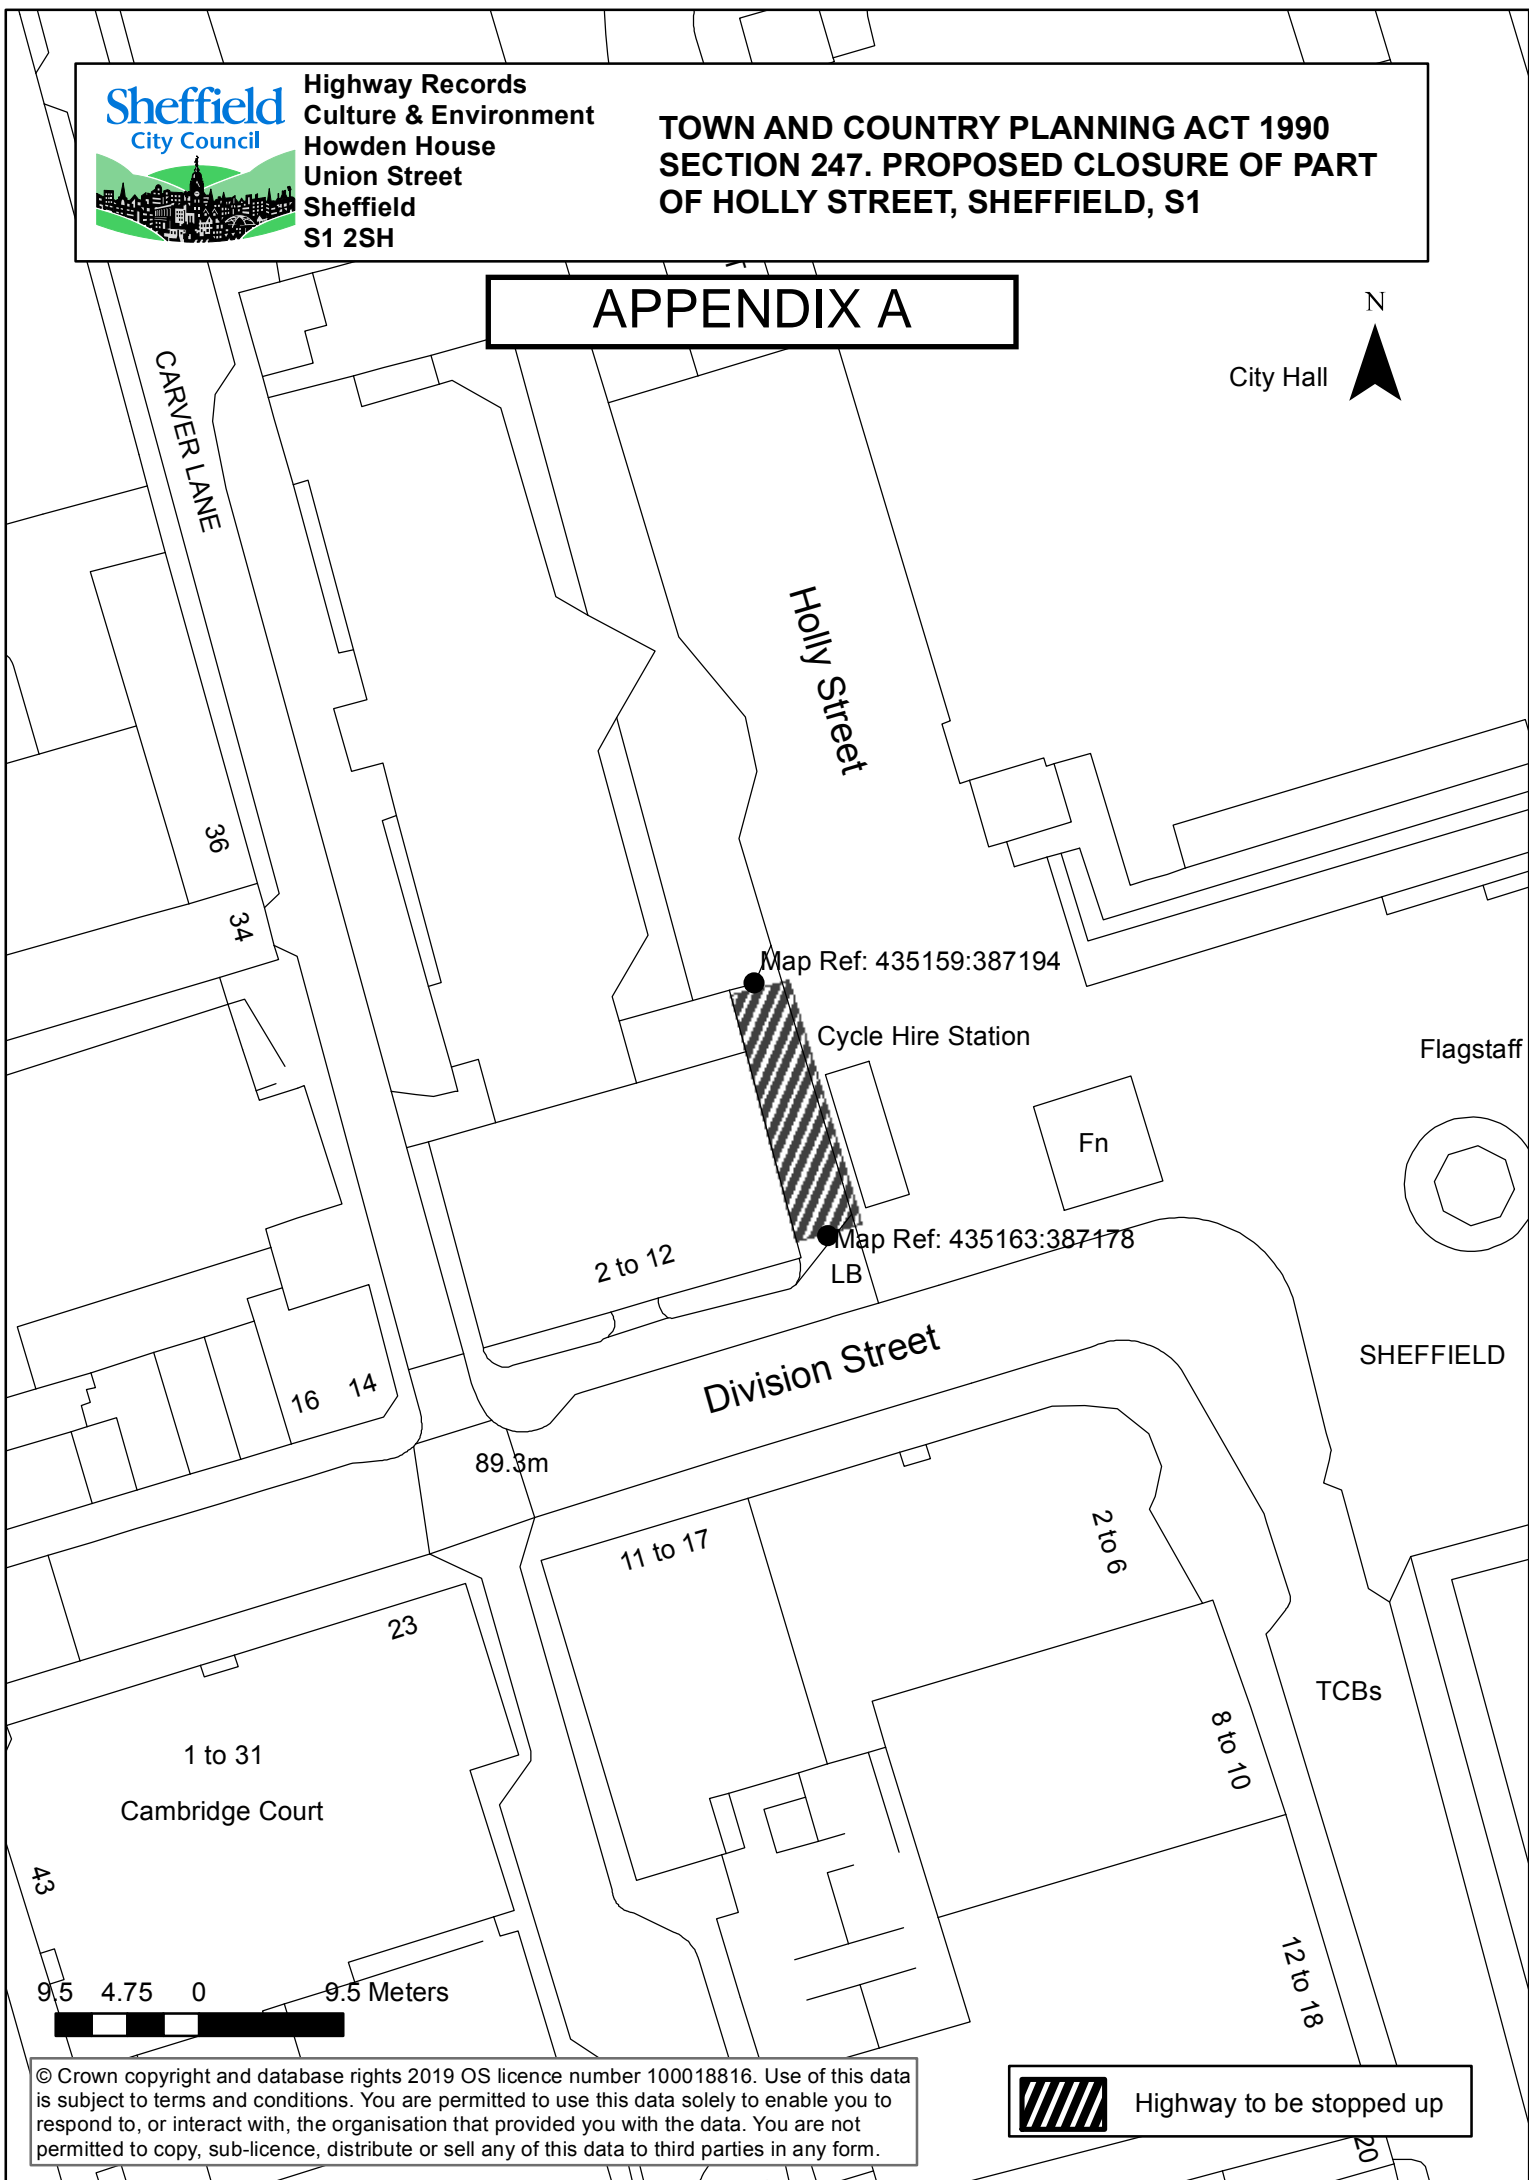 Sheffield
City Council
Highway Records
Culture & Environment
Howden House
Union Street
Sheffield
S1 2SH
TOWN AND COUNTRY PLANNING ACT 1990
SECTION 247. PROPOSED CLOSURE OF PART
OF HOLLY STREET, SHEFFIELD, S1
APPENDIX A
N
City Hall
CARVER LANE
Holly Street
36
34
Map Ref: 435159:387194
Cycle Hire Station
Flagstaff
Fn
Map Ref: 435163:387178
2 to 12
LB
Division Street
SHEFFIELD
16
14
89.3m
11 to 17
2 to 6
23
TCBs
8 to 10
1 to 31
Cambridge Court
43
12 to 18
9.5 4.75 0 9.5 Meters
© Crown copyright and database rights 2019 OS licence number 100018816. Use of this data
is subject to terms and conditions. You are permitted to use this data solely to enable you to
respond to, or interact with, the organisation that provided you with the data. You are not
permitted to copy, sub-licence, distribute or sell any of this data to third parties in any form.
Highway to be stopped up
20